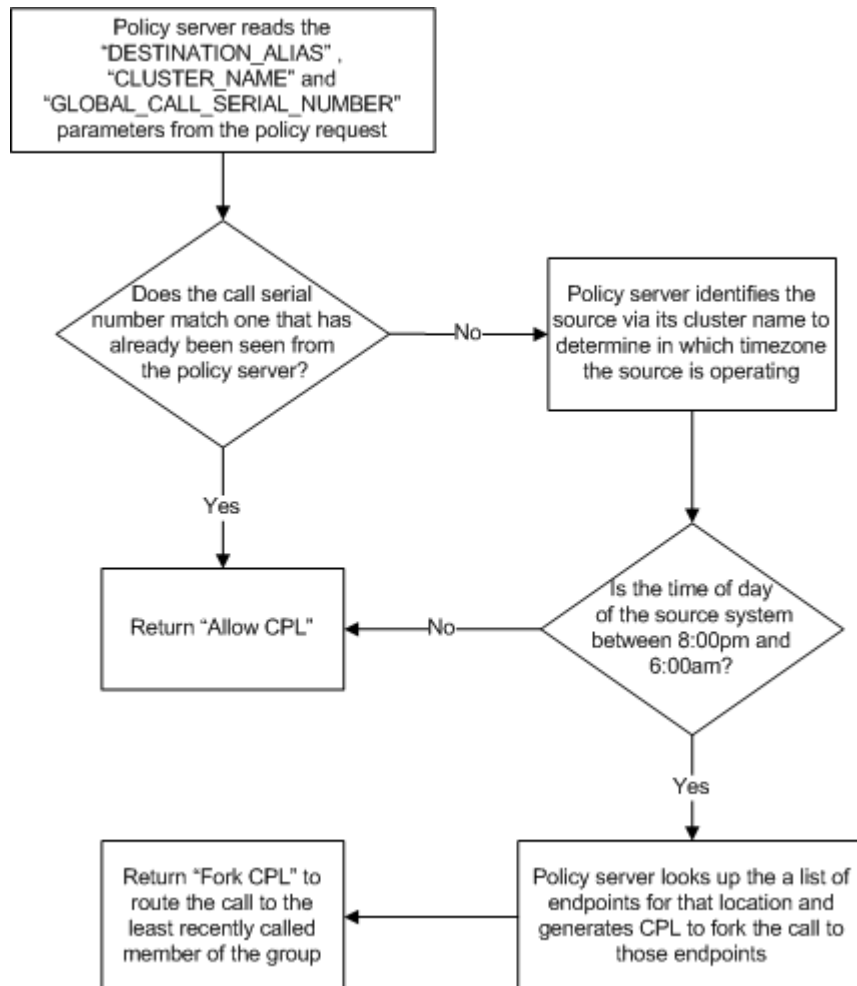 Policy server reads the
“DESTINATION_ALIAS” ,
“CLUSTER_NAME” and
“GLOBAL_CALL_SERIAL_NUMBER”
parameters from the policy request
Does the call serial
number match one that has
already been seen from
the policy server?
No
Policy server identifies the
source via its cluster name to
determine in which timezone
the source is operating
Yes
Return “Allow CPL”
No
Is the time of day
of the source system
between 8:00pm and
6:00am?
Yes
Return “Fork CPL” to
route the call to the
least recently called
member of the group
Policy server looks up the a list of
endpoints for that location and
generates CPL to fork the call to
those endpoints